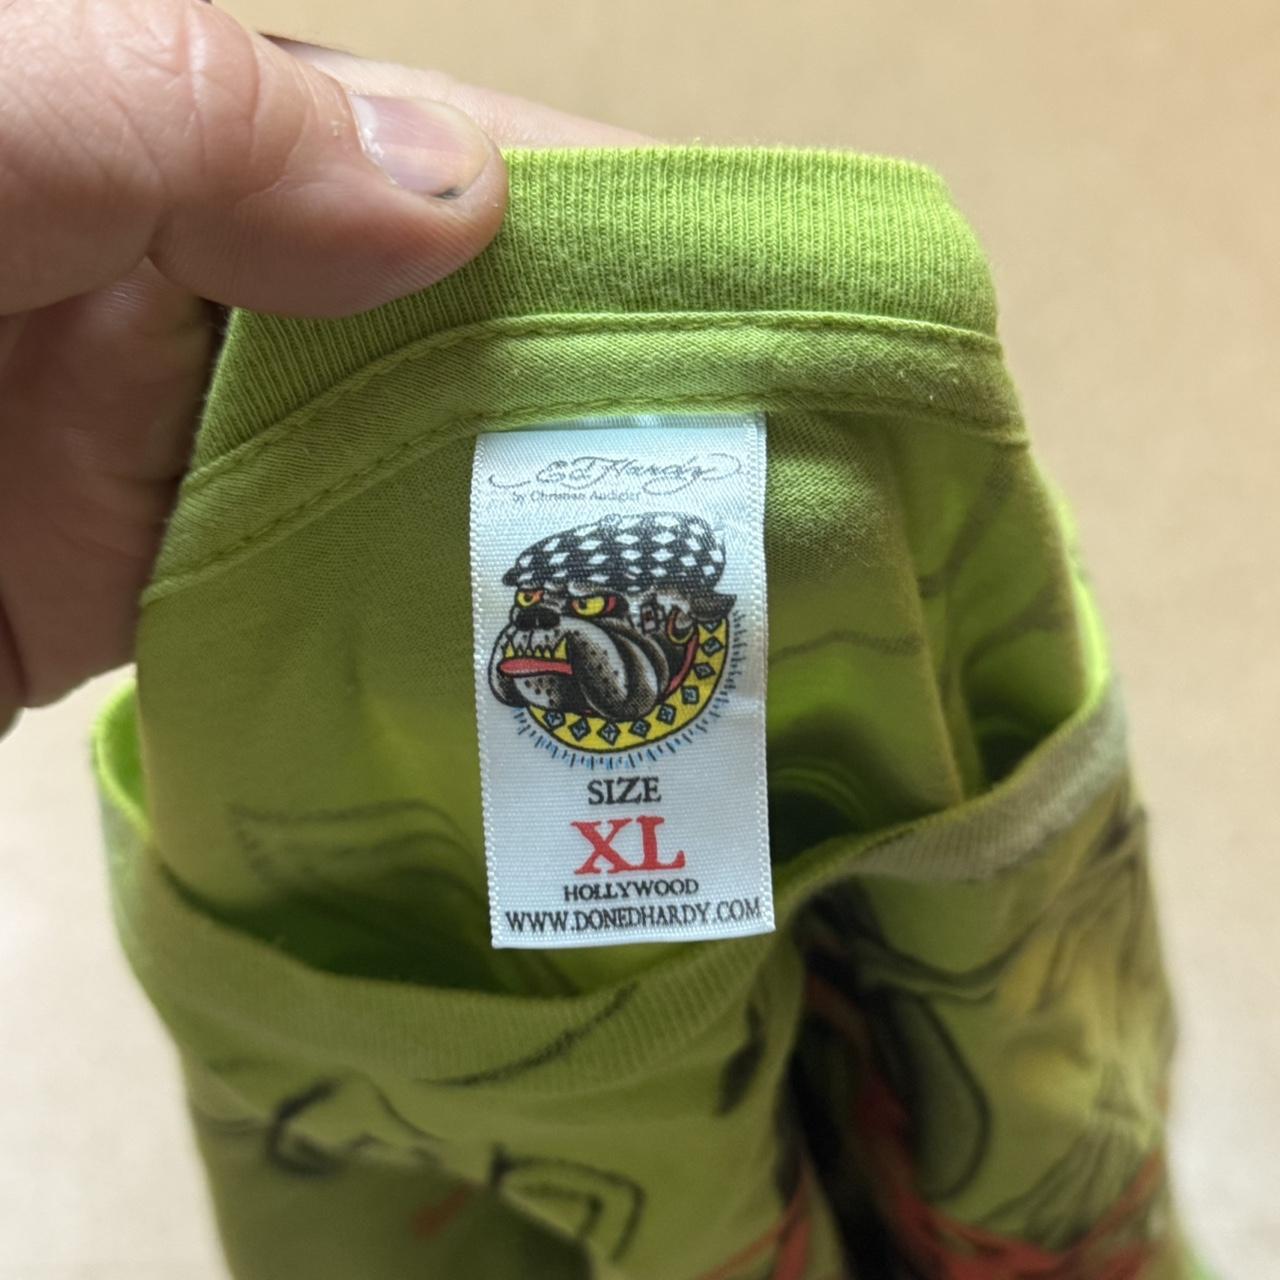 Ed Hardy
by Christian Audigier
SIZE
XL
HOLLYWOOD
WWW.DONEDHARDY.COM